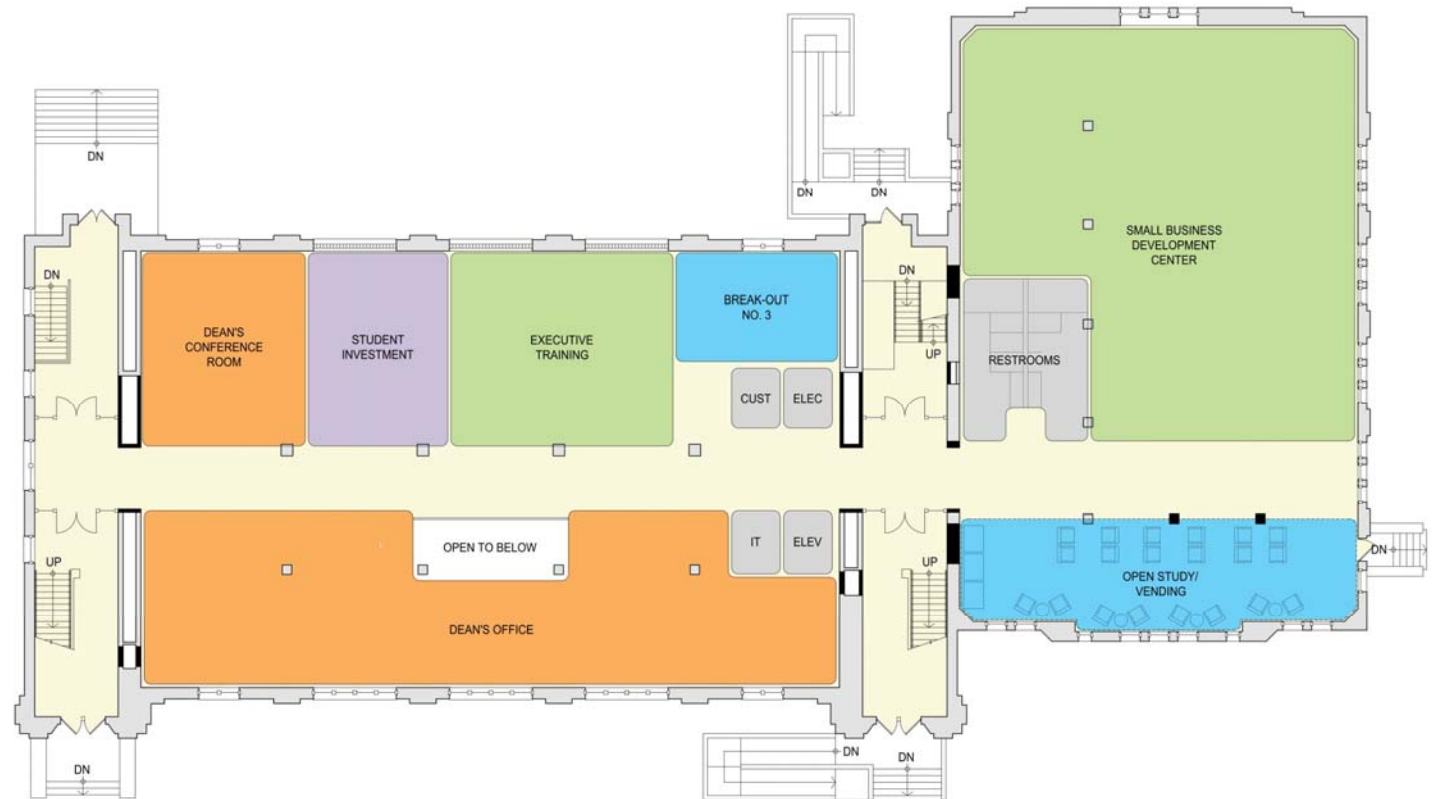 DN
DN
DN
DN
DN
UP
DEAN'S
CONFERENCE
ROOM
STUDENT
INVESTMENT
EXECUTIVE
TRAINING
BREAK-OUT
NO. 3
CUST
ELEC
SMALL BUSINESS
DEVELOPMENT
CENTER
RESTROOMS
OPEN TO BELOW
IT
ELEV
UP
UP
DEAN'S OFFICE
OPEN STUDY/
VENDING
DN
DN
DN
DN